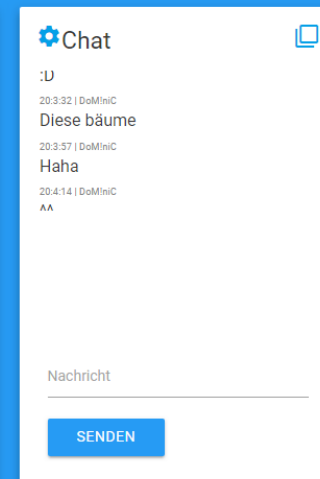 Chat
:D
20:3:32 | DoM!niC
Diese bäume
20:3:57 | DoM!niC
Haha
20:4:14 | DoM!niC
^^
Nachricht
SENDEN